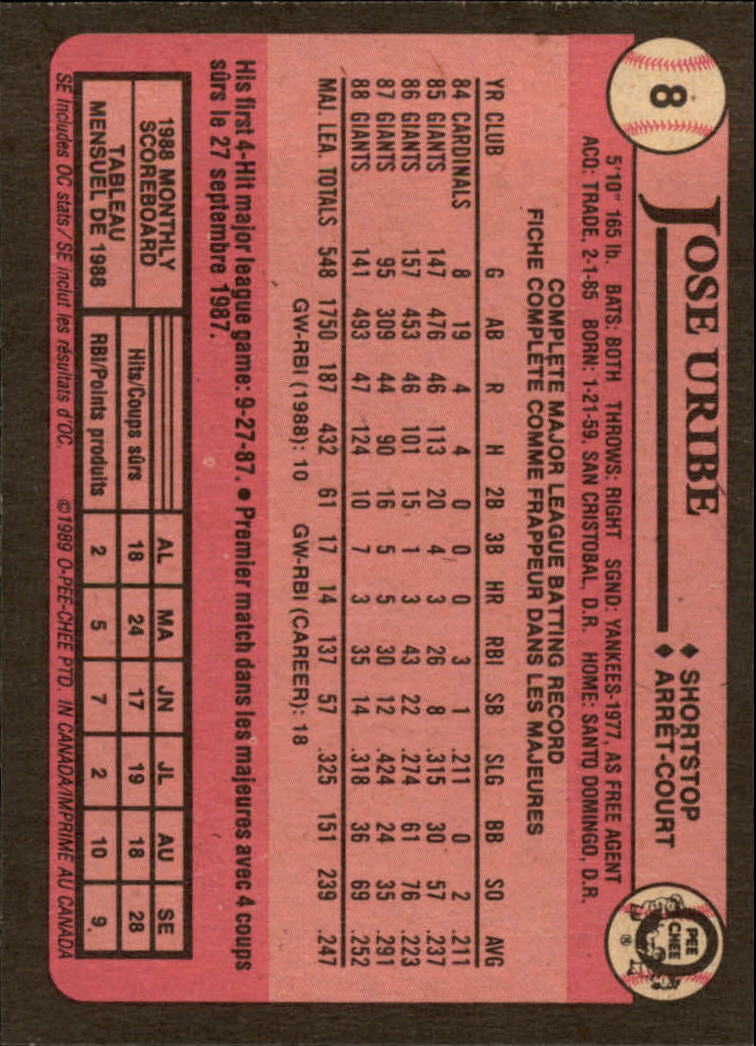 8
JOSE URIBE
♦ SHORTSTOP
♦ ARRÊT-COURT
PEE
CHEE
®
5'10" 165 lb. BATS: BOTH THROWS: RIGHT SGND: YANKEES-1977, AS FREE AGENT
ACQ: TRADE, 2-1-85 BORN: 1-21-59, SAN CRISTOBAL, D.R. HOME: SANTO DOMINGO, D.R.
COMPLETE MAJOR LEAGUE BATTING RECORD
FICHE COMPLÈTE COMME FRAPPEUR DANS LES MAJEURES
YR CLUB G AB R H 2B 3B HR RBI SB SLG BB SO AVG
84 CARDINALS 8 19 4 4 0 0 0 3 1 .211 0 2 .211
85 GIANTS 147 476 46 113 20 4 3 26 8 .315 30 57 .237
86 GIANTS 157 453 46 101 15 1 3 43 22 .274 61 76 .223
87 GIANTS 95 309 44 90 16 5 5 30 12 .424 24 35 .291
88 GIANTS 141 493 47 124 10 7 3 35 14 .318 36 69 .252
MAJ. LEA. TOTALS 548 1750 187 432 61 17 14 137 57 .325 151 239 .247
GW-RBI (1988): 10 GW-RBI (CAREER): 18
His first 4-Hit major league game: 9-27-87. • Premier match dans les majeures avec 4 coups
sûrs le 27 septembre 1987.
1988 MONTHLY
SCOREBOARD
TABLEAU
MENSUEL DE 1988
AL MA JN JL AU SE
Hits/Coups sûrs 18 24 17 19 18 28
RBI/Points produits 2 5 7 2 10 9
SE Includes OC stats / SE inclut les résultats d'OC. ©1989 O-PEE-CHEE PTD. IN CANADA/IMPRIMÉ AU CANADA